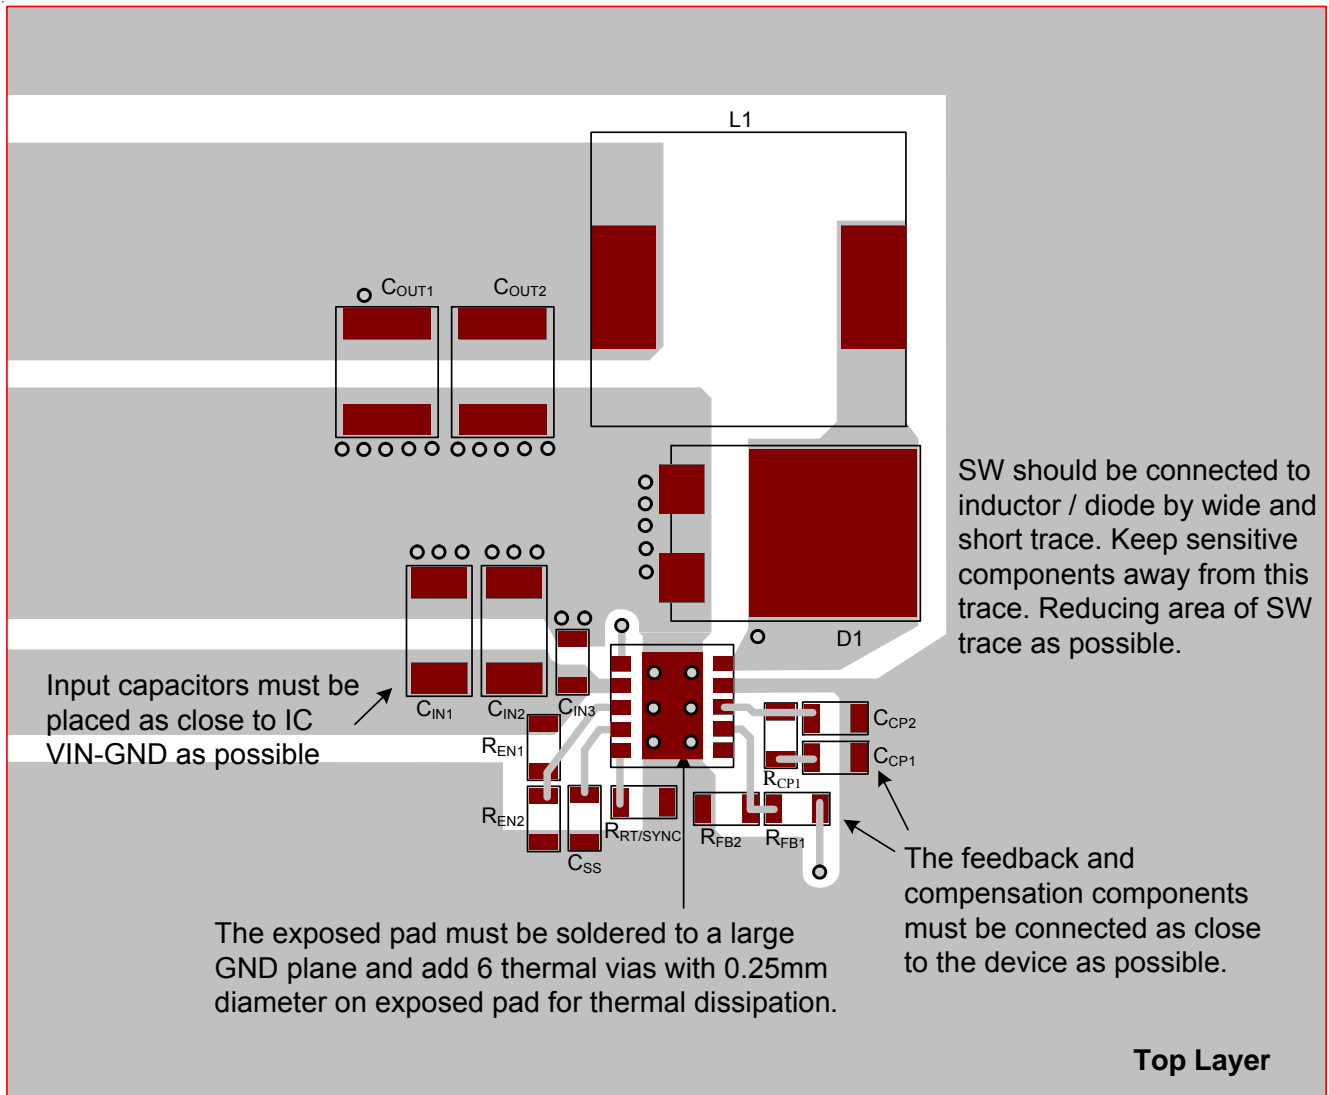 L1
COUT1
COUT2
SW should be connected to
inductor / diode by wide and
short trace. Keep sensitive
components away from this
trace. Reducing area of SW
trace as possible.
D1
Input capacitors must be
placed as close to IC
VIN-GND as possible
CIN1
CIN2
CIN3
REN1
REN2
CSS
RRT/SYNC
RFB2
RFB1
RCP1
CCP2
CCP1
The feedback and
compensation components
must be connected as close
to the device as possible.
The exposed pad must be soldered to a large
GND plane and add 6 thermal vias with 0.25mm
diameter on exposed pad for thermal dissipation.
Top Layer